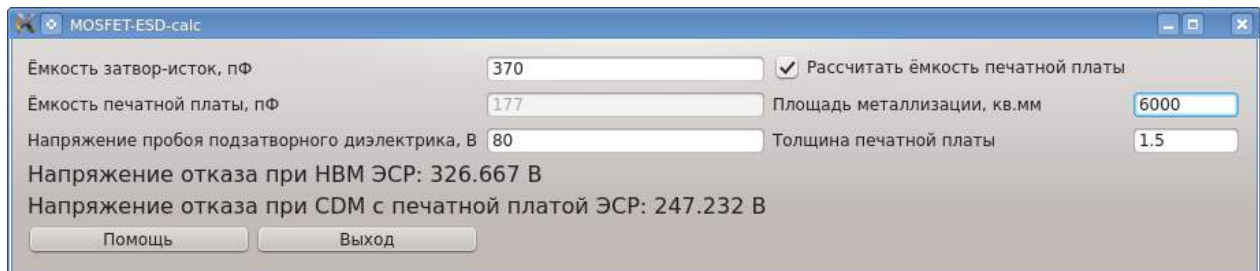 MOSFET-ESD-calc
Ёмкость затвор-исток, пФ 370 Рассчитать ёмкость печатной платы
Ёмкость печатной платы, пФ 177 Площадь металлизации, кв.мм 6000
Напряжение пробоя подзатворного диэлектрика, В 80 Толщина печатной платы 1.5
Напряжение отказа при HBM ЭСР: 326.667 В
Напряжение отказа при CDM с печатной платой ЭСР: 247.232 В
Помощь Выход